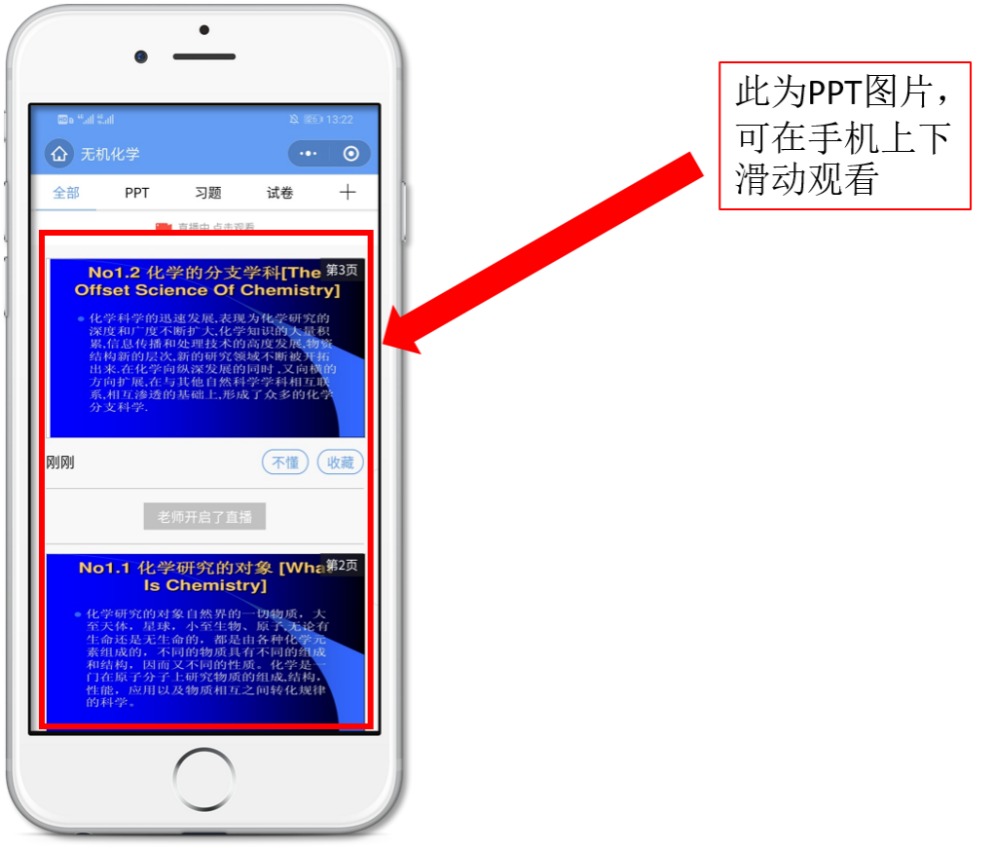 13:22
无机化学
全部 PPT 习题 试卷 +
直播中 点击观看
第3页
No1.2 化学的分支学科[The
Offset Science Of Chemistry]
化学科学的迅速发展,表现为化学研究的
深度和广度不断扩大,化学知识的大量积
累,信息传播和处理技术的高度发展,物资
结构新的层次,新的研究领域不断被开拓
出来.在化学向纵深发展的同时,又向横的
方向扩展,在与其他自然科学学科相互联
系,相互渗透的基础上,形成了众多的化学
分支科学.
刚刚 不懂 收藏
老师开启了直播
第2页
No1.1 化学研究的对象 [What
Is Chemistry]
化学研究的对象自然界的一切物质，大
至天体，星球，小至生物、原子,无论有
生命还是无生命的，都是由各种化学元
素组成的，不同的物质具有不同的组成
和结构，因而又不同的性质。化学是一
门在原子分子上研究物质的组成,结构，
性能，应用以及物质相互之间转化规律
的科学。
此为PPT图片，
可在手机上下
滑动观看